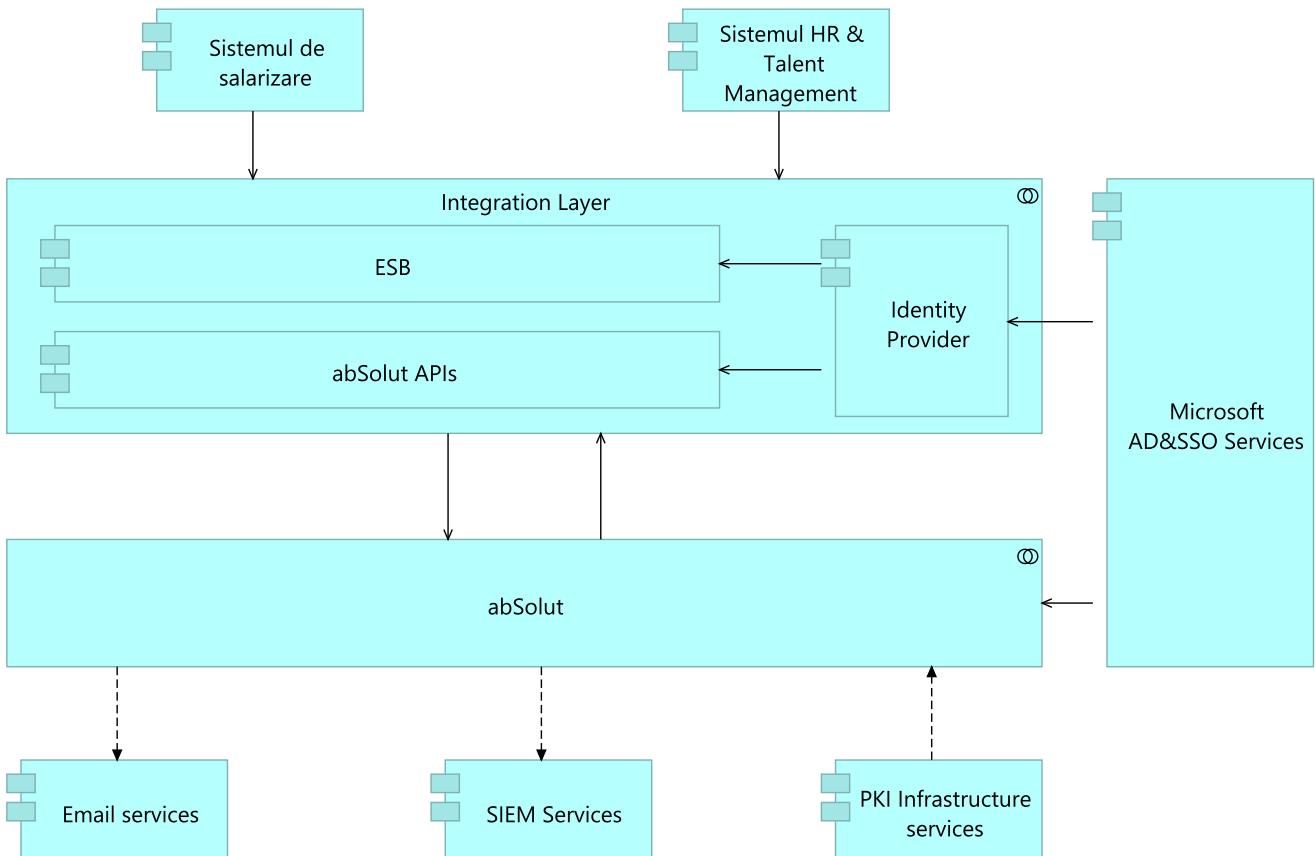 Sistemul de
salarizare
Sistemul HR &
Talent
Management
Integration Layer
ESB
Identity
Provider
abSolut APIs
Microsoft
AD&SSO Services
abSolut
Email services
SIEM Services
PKI Infrastructure
services